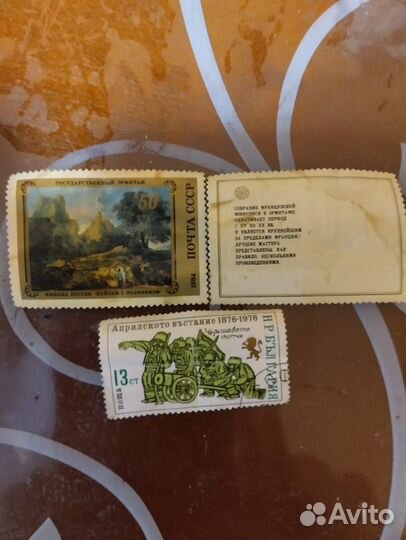 ГОСУДАРСТВЕННЫЙ ЭРМИТАЖ
50
ПОЧТА СССР
1984
НИКОЛА ПУССЕН «ПЕЙЗАЖ С ПОЛИФЕМОМ»
СОБРАНИЕ ФРАНЦУЗСКОЙ
ЖИВОПИСИ В ЭРМИТАЖЕ
ОХВАТЫВАЕТ ПЕРИОД
С XV ПО XX ВВ.
И ЯВЛЯЕТСЯ КРУПНЕЙШИМ
ЗА ПРЕДЕЛАМИ ФРАНЦИИ.
ЛУЧШИЕ МАСТЕРА
ПРЕДСТАВЛЕНЫ, КАК
ПРАВИЛО, НЕСКОЛЬКИМИ
ПРОИЗВЕДЕНИЯМИ.
Априлското въстание 1876-1976
Черешовото
топче
13 СТ
поща
НР БЪЛГАРИЯ
Avito